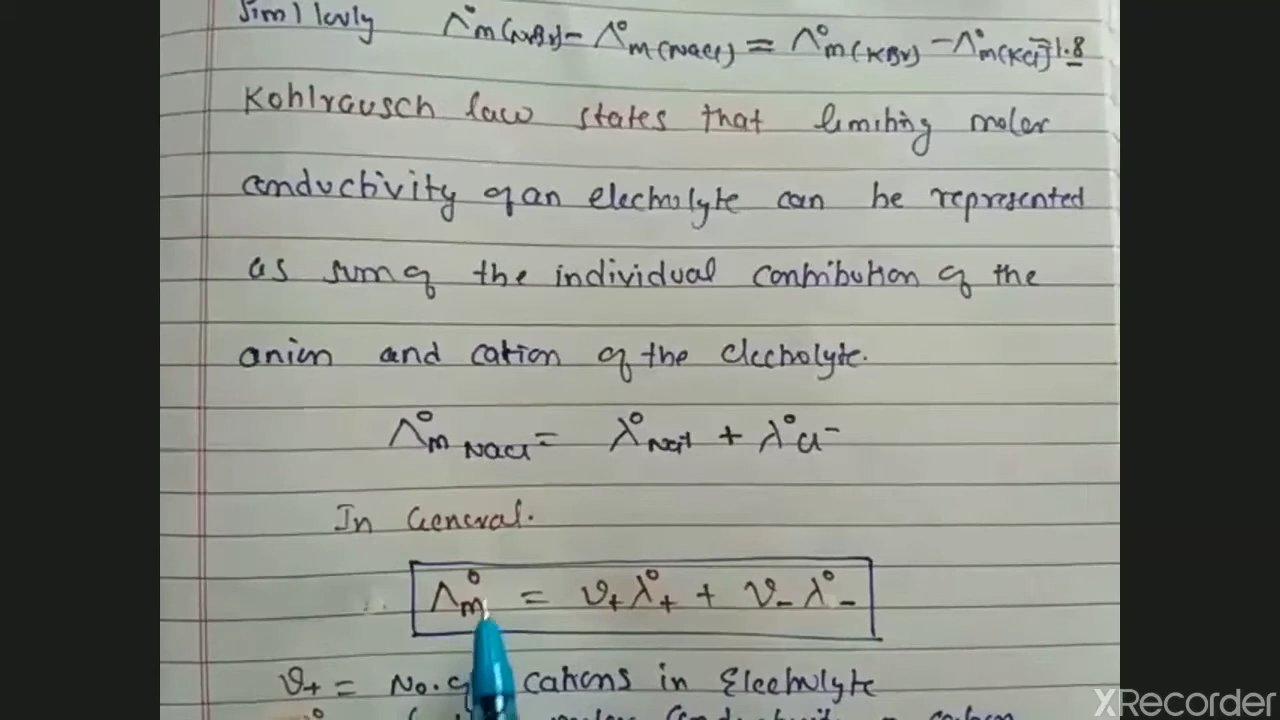 Similarly Λ°m(NaBr) – Λ°m(NaCl) = Λ°m(KBr) – Λ°m(KCl) = 1.8
Kohlrausch law states that limiting molar
conductivity of an electrolyte can be represented
as sum of the individual contribution of the
anion and cation of the electrolyte.
Λ°m NaCl = λ°Na+ + λ°Cl-
In General.
Λm° = ν+ λ°+ + ν- λ°-
ν+ = No. of cations in Electrolyte
XRecorder